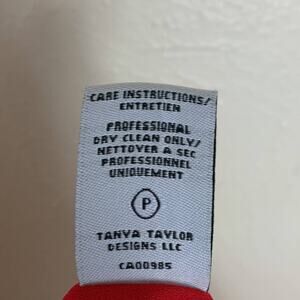 CARE INSTRUCTIONS/
ENTRETIEN
PROFESSIONAL
DRY CLEAN ONLY/
NETTOYER A SEC
PROFESSIONNEL
UNIQUEMENT
P
TANYA TAYLOR
DESIGNS LLC
CA00985